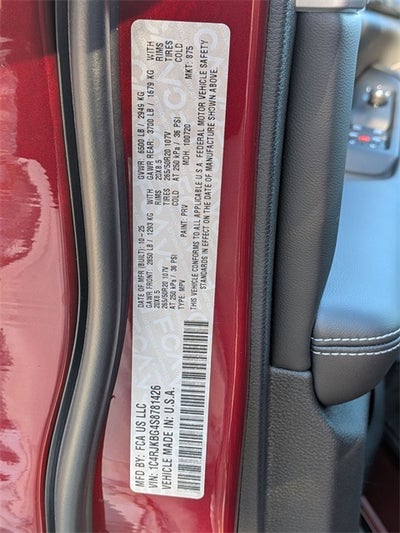 MFD BY: FCA US LLC
VIN: 1C4RJKBG4S8781426
VEHICLE MADE IN: U.S.A.
DATE OF MFR (BUILT): 10-25 GVWR: 6500 LB / 2949 KG
GAWR FRONT: 2850 LB / 1293 KG GAWR REAR: 3700 LB / 1679 KG WITH
20X8.5 RIMS 20X8.5 RIMS
265/50R20 107V TIRES 265/50R20 107V TIRES
AT 250 kPa / 36 PSI COLD AT 250 kPa / 36 PSI COLD
TYPE: MPV PAINT: PRV MDH: 100720 MKT: 875
THIS VEHICLE CONFORMS TO ALL APPLICABLE U.S.A. FEDERAL MOTOR VEHICLE SAFETY
STANDARDS IN EFFECT ON THE DATE OF MANUFACTURE SHOWN ABOVE.